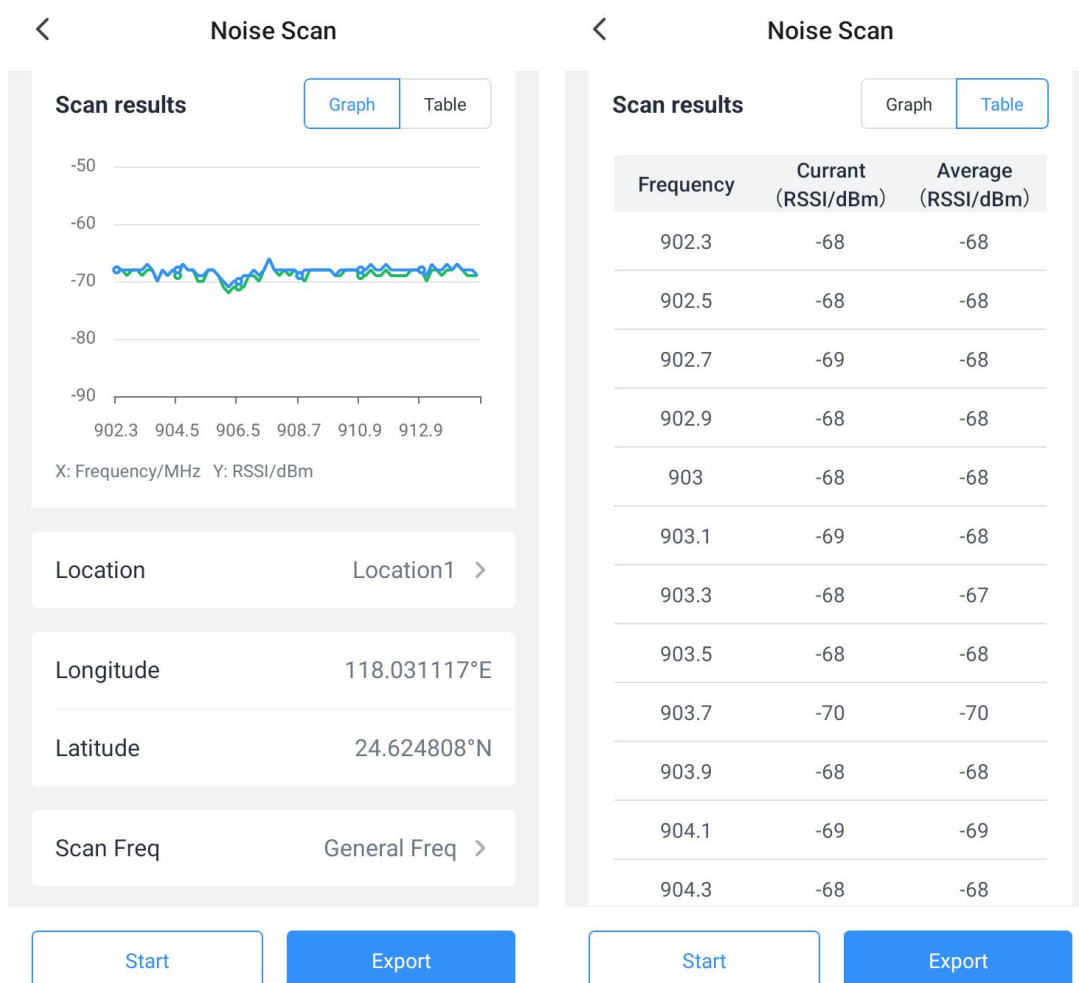 Noise Scan
Scan results
Graph Table
-50
-60
-70
-80
-90
902.3 904.5 906.5 908.7 910.9 912.9
X: Frequency/MHz Y: RSSI/dBm
Location Location1
Longitude 118.031117°E
Latitude 24.624808°N
Scan Freq General Freq
Start Export
Noise Scan
Scan results
Graph Table
Frequency Currant (RSSI/dBm) Average (RSSI/dBm)
902.3 -68 -68
902.5 -68 -68
902.7 -69 -68
902.9 -68 -68
903 -68 -68
903.1 -69 -68
903.3 -68 -67
903.5 -68 -68
903.7 -70 -70
903.9 -68 -68
904.1 -69 -69
904.3 -68 -68
Start Export